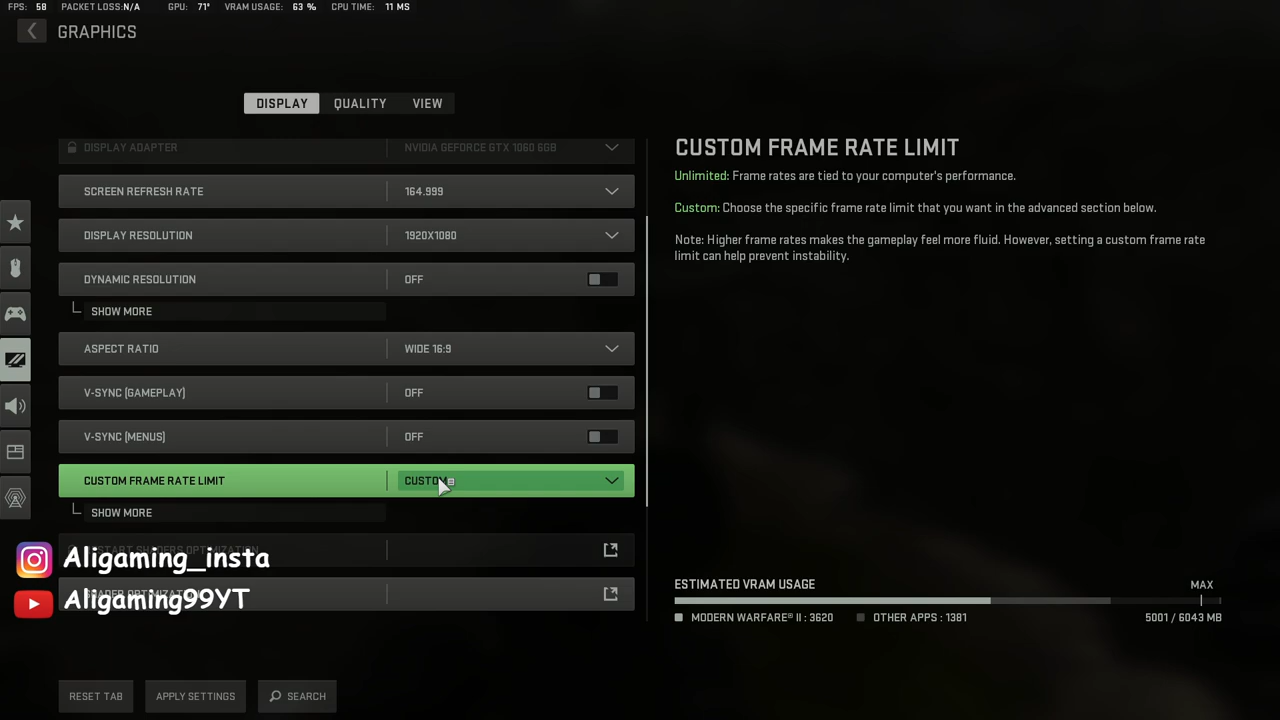 FPS: 58 PACKET LOSS:N/A GPU: 71° VRAM USAGE: 63 % CPU TIME: 11 MS
GRAPHICS
DISPLAY QUALITY VIEW
DISPLAY ADAPTER NVIDIA GEFORCE GTX 1060 6GB
SCREEN REFRESH RATE 164.999
DISPLAY RESOLUTION 1920X1080
DYNAMIC RESOLUTION OFF
SHOW MORE
ASPECT RATIO WIDE 16:9
V-SYNC (GAMEPLAY) OFF
V-SYNC (MENUS) OFF
CUSTOM FRAME RATE LIMIT CUSTOM
SHOW MORE
RESTART SHADERS OPTIMIZATION
Aligaming_insta
SHADER OPTIMIZATION
Aligaming99YT
RESET TAB APPLY SETTINGS SEARCH
CUSTOM FRAME RATE LIMIT
Unlimited: Frame rates are tied to your computer's performance.
Custom: Choose the specific frame rate limit that you want in the advanced section below.
Note: Higher frame rates makes the gameplay feel more fluid. However, setting a custom frame rate
limit can help prevent instability.
ESTIMATED VRAM USAGE MAX
MODERN WARFARE® II : 3620 OTHER APPS : 1381 5001 / 6043 MB